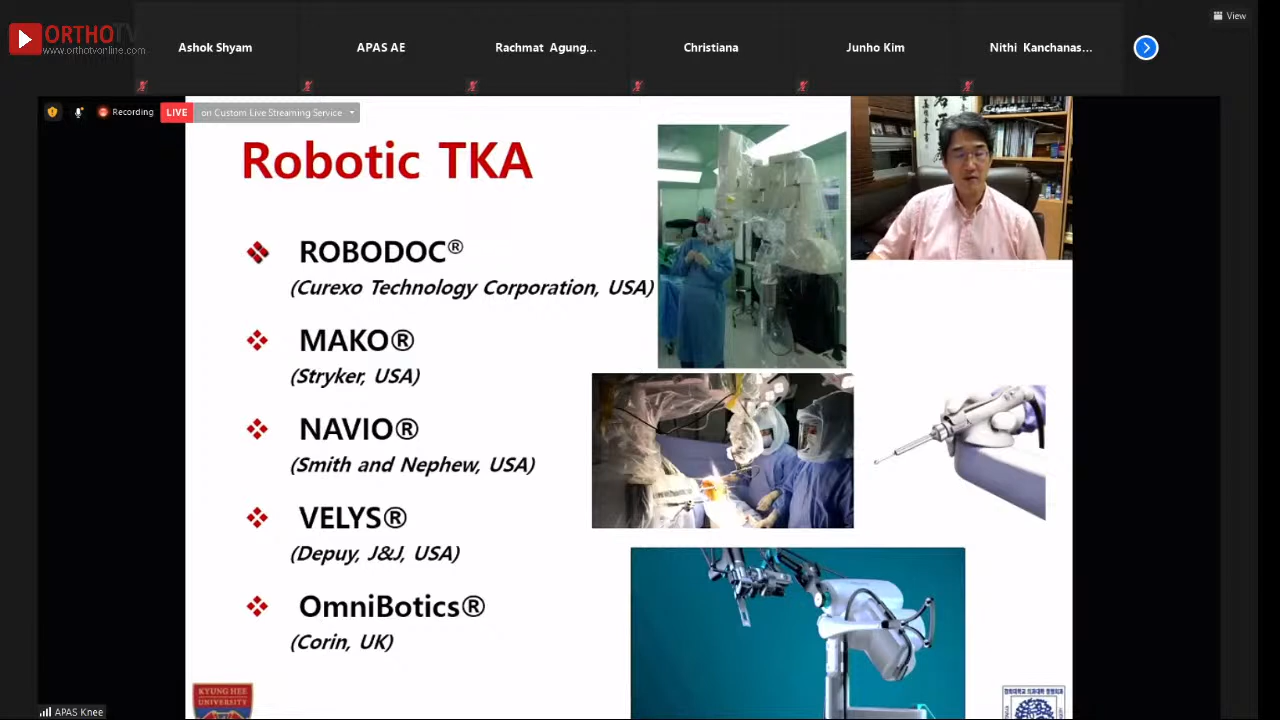 ORTHOTV
www.orthotvonline.com
Ashok Shyam
APAS AE
Rachmat Agung...
Christiana
Junho Kim
Nithi Kanchanas...
View
Recording
LIVE
on Custom Live Streaming Service
Robotic TKA
ROBODOC®
(Curexo Technology Corporation, USA)
MAKO®
(Stryker, USA)
NAVIO®
(Smith and Nephew, USA)
VELYS®
(Depuy, J&J, USA)
OmniBotics®
(Corin, UK)
KYUNG HEE
UNIVERSITY
APAS Knee